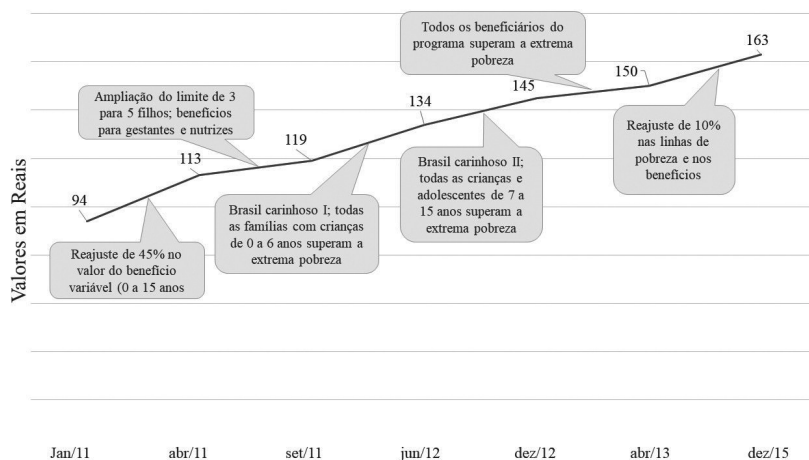 Todos os beneficiários do
programa superam a extrema
pobreza
163
150
145
Ampliação do limite de 3
para 5 filhos; benefícios
para gestantes e nutrizes
134
119
113
94
Reajuste de 10%
nas linhas de
pobreza e nos
benefícios
Brasil carinhoso II;
todas as crianças e
adolescentes de 7 a
15 anos superam a
extrema pobreza
Brasil carinhoso I; todas
as famílias com crianças
de 0 a 6 anos superam a
extrema pobreza
Reajuste de 45% no
valor do benefício
variável (0 a 15 anos
Valores em Reais
Jan/11 abr/11 set/11 jun/12 dez/12 abr/13 dez/15